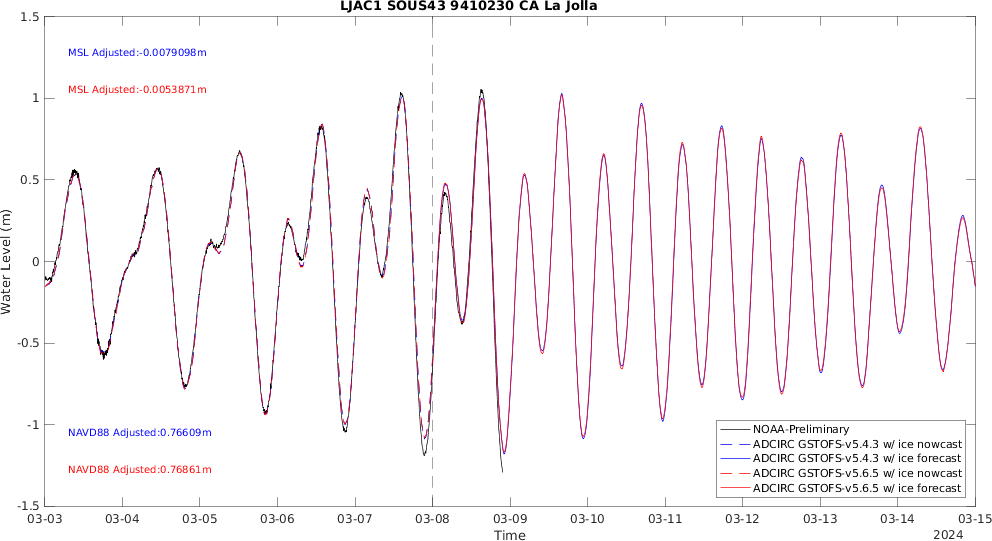 LJAC1 SOUS43 9410230 CA La Jolla
1.5
1
0.5
0
-0.5
-1
-1.5
Water Level (m)
MSL Adjusted:-0.0079098m
MSL Adjusted:-0.0053871m
NAVD88 Adjusted:0.76609m
NAVD88 Adjusted:0.76861m
NOAA-Preliminary
ADCIRC GSTOFS-v5.4.3 w/ ice nowcast
ADCIRC GSTOFS-v5.4.3 w/ ice forecast
ADCIRC GSTOFS-v5.6.5 w/ ice nowcast
ADCIRC GSTOFS-v5.6.5 w/ ice forecast
03-03 03-04 03-05 03-06 03-07 03-08 03-09 03-10 03-11 03-12 03-13 03-14 03-15
Time
2024